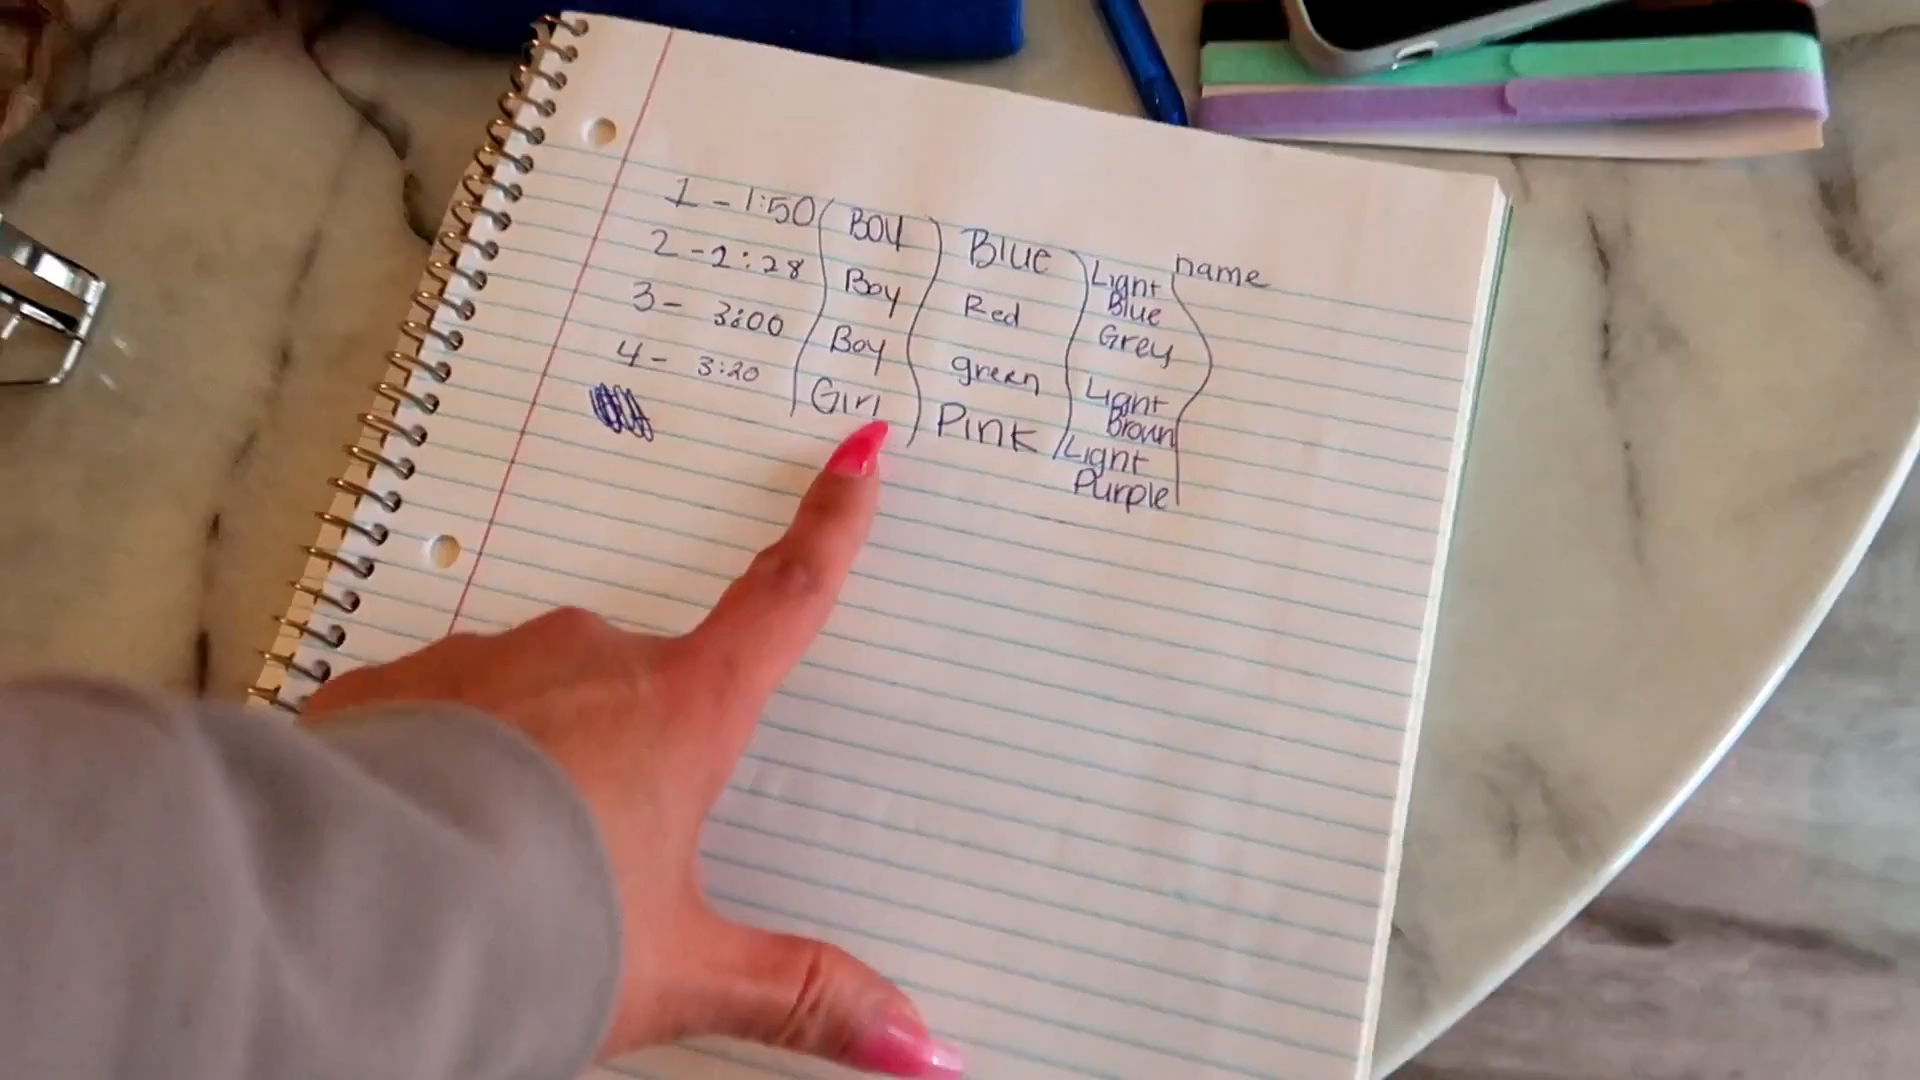 1 - 1:50 Boy Blue Light Blue name
2 - 2:28 Boy Red Grey
3 - 3:00 Boy green Light Brown
4 - 3:20 Girl Pink Light Purple